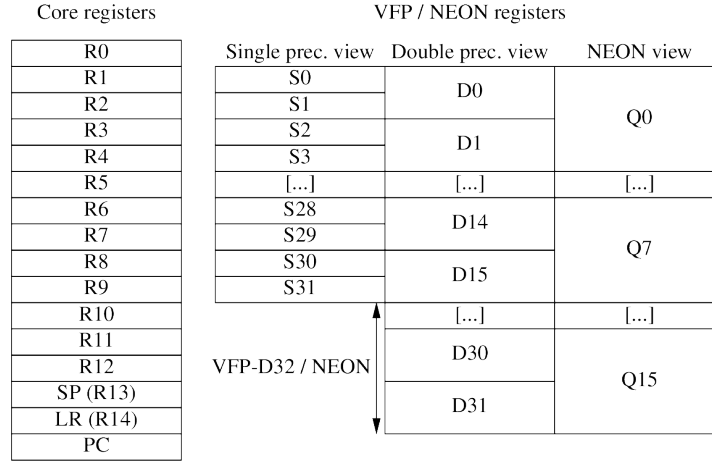 Core registers
VFP / NEON registers
R0
R1
R2
R3
R4
R5
R6
R7
R8
R9
R10
R11
R12
SP (R13)
LR (R14)
PC
Single prec. view Double prec. view NEON view
S0
S1
S2
S3
[...]
S28
S29
S30
S31
VFP-D32 / NEON
D0
D1
[...]
D14
D15
[...]
D30
D31
Q0
[...]
Q7
[...]
Q15